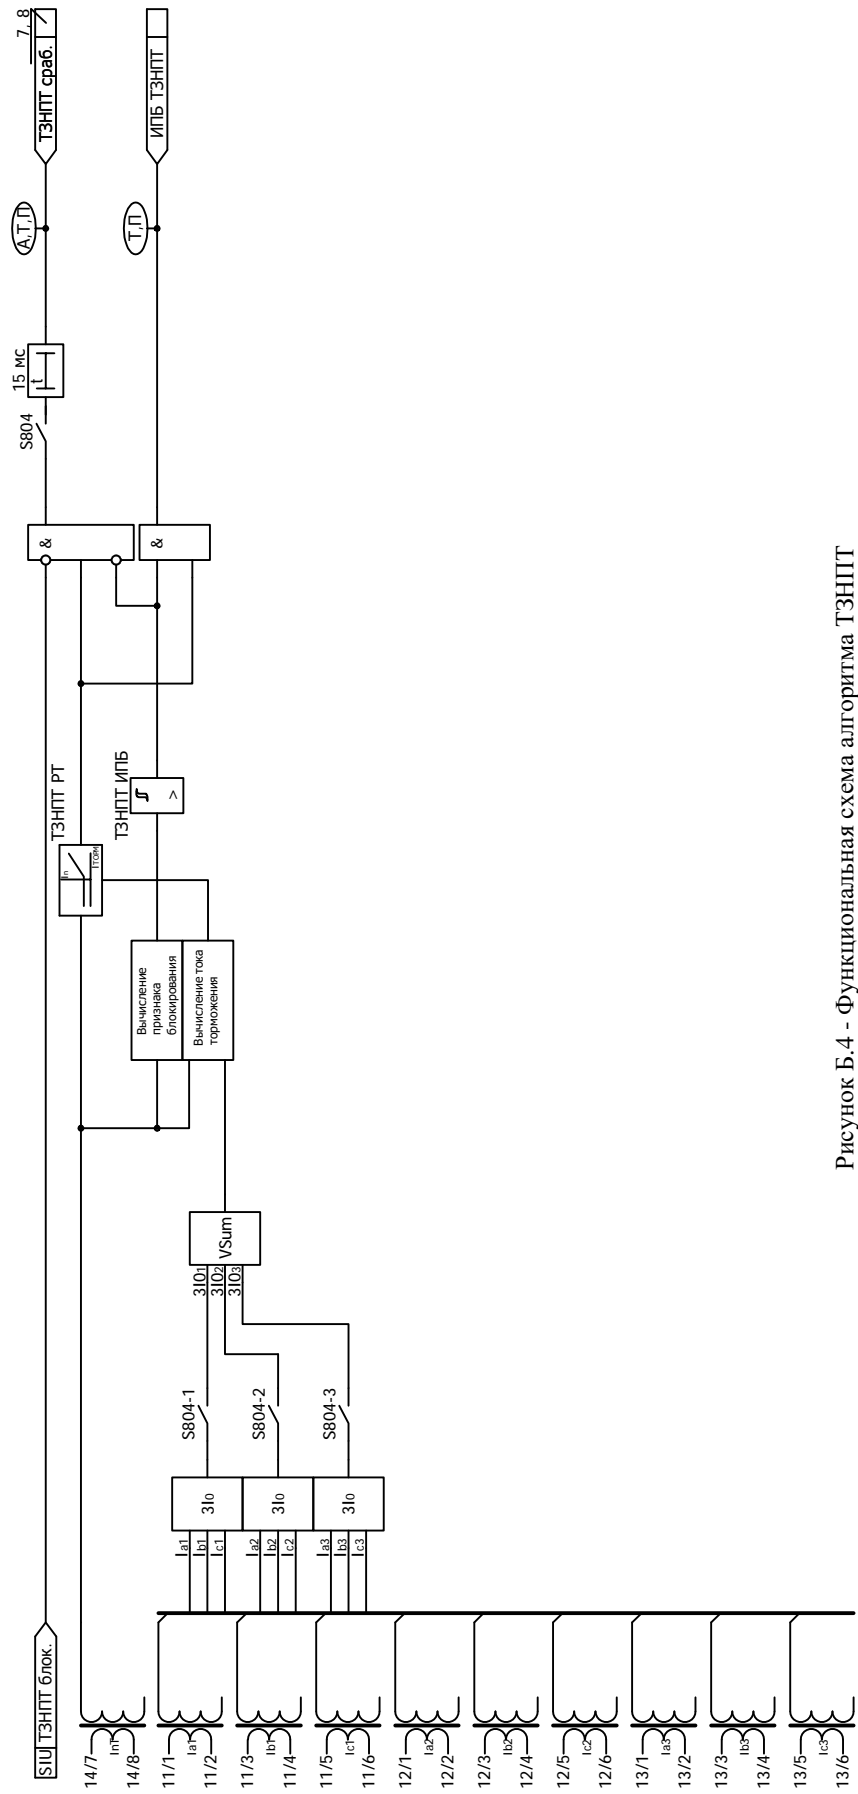 7, 8
ТЗНПТ сраб.
ИПБ ТЗНПТ
А,Т,П
Т,П
15 мс
t
S804
&
&
ТЗНПТ РТ
Iп
Iторм
ТЗНПТ ИПБ
>
Вычисление
признака
блокирования
Вычисление тока
торможения
VSum
3I01
3I02
3I03
S804-1
S804-2
S804-3
3I0
3I0
3I0
Ia1
Ib1
Ic1
Ia2
Ib2
Ic2
Ia3
Ib3
Ic3
SIU ТЗНПТ блок.
14/7
InT
14/8
11/1
Ia1
11/2
11/3
Ib1
11/4
11/5
Ic1
11/6
12/1
Ia2
12/2
12/3
Ib2
12/4
12/5
Ic2
12/6
13/1
Ia3
13/2
13/3
Ib3
13/4
13/5
Ic3
13/6
Рисунок Б.4 - Функциональная схема алгоритма ТЗНПТ